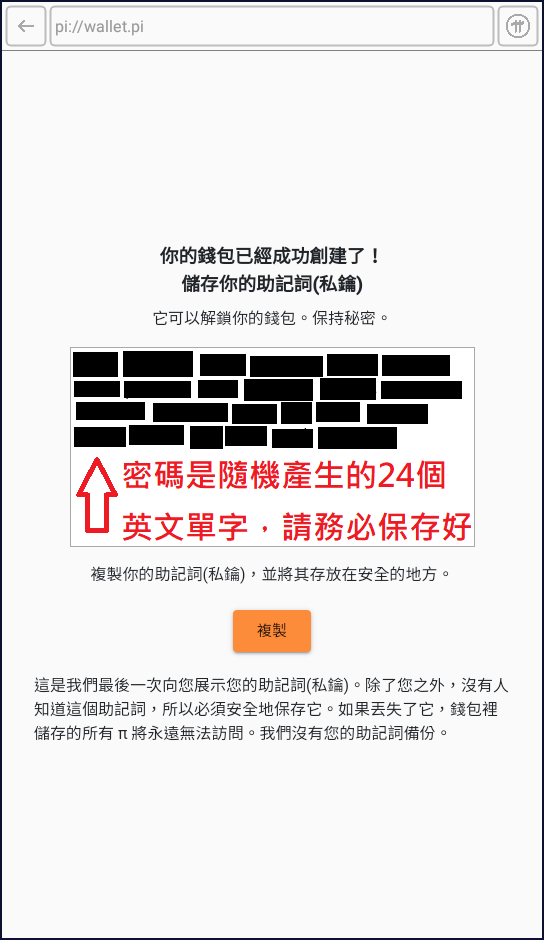 pi://wallet.pi
你的錢包已經成功創建了！
儲存你的助記詞(私鑰)
它可以解鎖你的錢包。保持秘密。
密碼是隨機產生的24個
英文單字，請務必保存好
複製你的助記詞(私鑰)，並將其存放在安全的地方。
複製
這是我們最後一次向您展示您的助記詞(私鑰)。除了您之外，沒有人
知道這個助記詞，所以必須安全地保存它。如果丟失了它，錢包裡
儲存的所有 π 將永遠無法訪問。我們沒有您的助記詞備份。